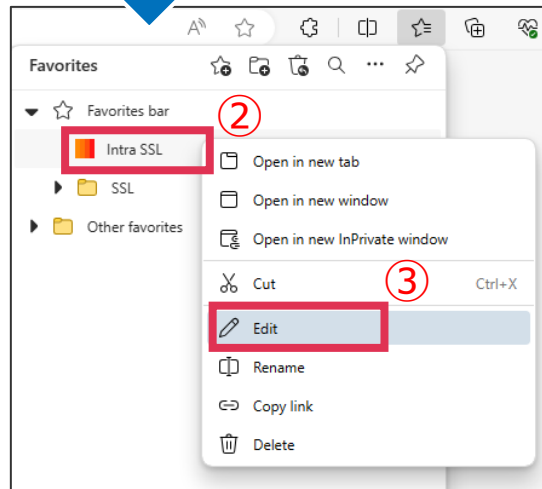 Favorites
Favorites bar
②
Intra SSL
SSL
Other favorites
Open in new tab
Open in new window
Open in new InPrivate window
③
Cut Ctrl+X
Edit
Rename
Copy link
Delete